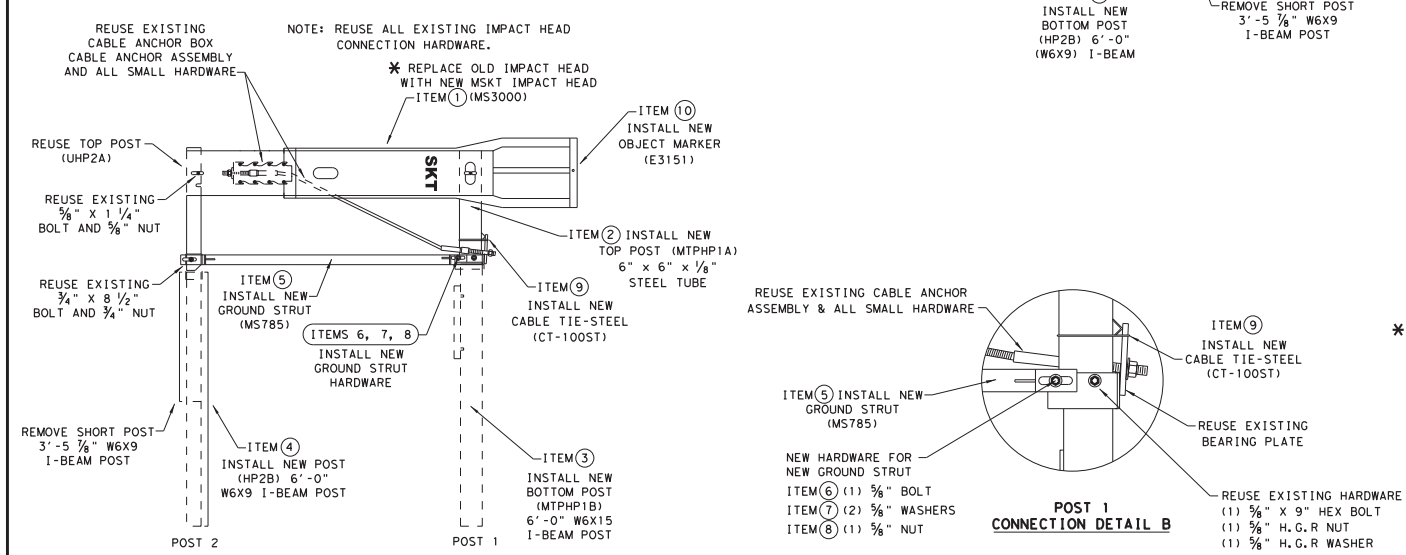 REUSE EXISTING
CABLE ANCHOR BOX
CABLE ANCHOR ASSEMBLY
AND ALL SMALL HARDWARE
NOTE: REUSE ALL EXISTING IMPACT HEAD
CONNECTION HARDWARE.
* REPLACE OLD IMPACT HEAD
WITH NEW MSKT IMPACT HEAD
ITEM 1 (MS3000)
ITEM 10
INSTALL NEW
OBJECT MARKER
(E3151)
REUSE TOP POST
(UHP2A)
SKT
REUSE EXISTING
5/8" X 1 1/4"
BOLT AND 5/8" NUT
ITEM 2 INSTALL NEW
TOP POST (MTPHP1A)
6" x 6" x 1/8"
STEEL TUBE
REUSE EXISTING
3/4" X 8 1/2"
BOLT AND 3/4" NUT
ITEM 5
INSTALL NEW
GROUND STRUT
(MS785)
ITEM 9
INSTALL NEW
CABLE TIE-STEEL
(CT-100ST)
ITEMS 6, 7, 8
INSTALL NEW
GROUND STRUT
HARDWARE
REMOVE SHORT POST
3'-5 7/8" W6X9
I-BEAM POST
ITEM 4
INSTALL NEW POST
(HP2B) 6'-0"
W6X9 I-BEAM POST
ITEM 3
INSTALL NEW
BOTTOM POST
(MTPHP1B)
6'-0" W6X15
I-BEAM POST
POST 2
POST 1
INSTALL NEW
BOTTOM POST
(HP2B) 6'-0"
(W6X9) I-BEAM
REMOVE SHORT POST
3'-5 7/8" W6X9
I-BEAM POST
REUSE EXISTING CABLE ANCHOR
ASSEMBLY & ALL SMALL HARDWARE
ITEM 9
INSTALL NEW
CABLE TIE-STEEL
(CT-100ST)
*
ITEM 5 INSTALL NEW
GROUND STRUT
(MS785)
REUSE EXISTING
BEARING PLATE
NEW HARDWARE FOR
NEW GROUND STRUT
ITEM 6 (1) 5/8" BOLT
ITEM 7 (2) 5/8" WASHERS
ITEM 8 (1) 5/8" NUT
POST 1
CONNECTION DETAIL B
REUSE EXISTING HARDWARE
(1) 5/8" X 9" HEX BOLT
(1) 5/8" H.G.R NUT
(1) 5/8" H.G.R WASHER